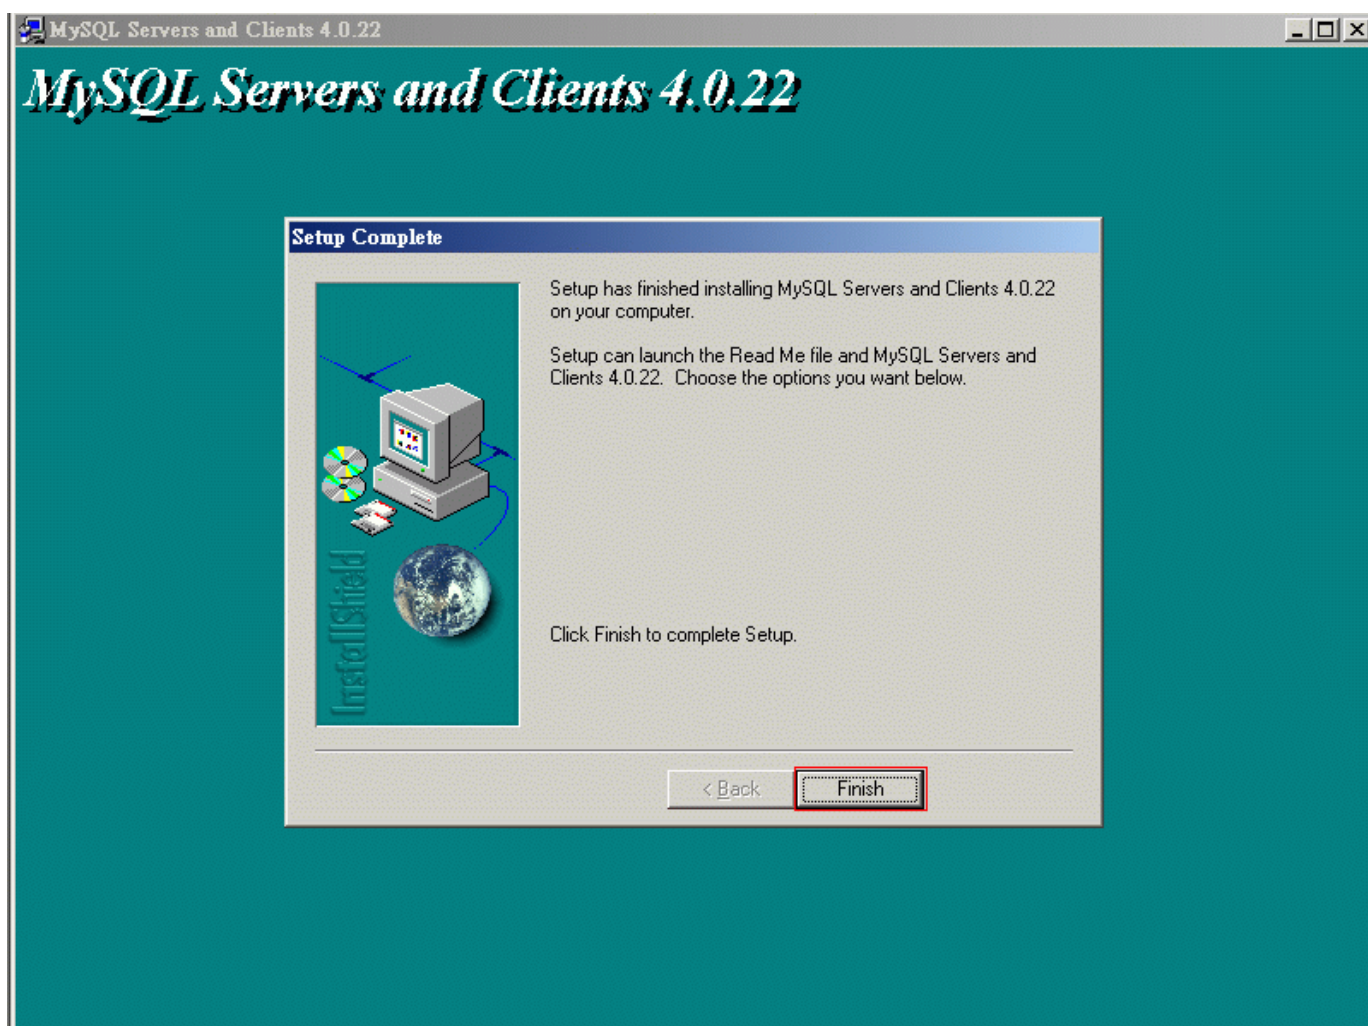 MySQL Servers and Clients 4.0.22
MySQL Servers and Clients 4.0.22
Setup Complete
Setup has finished installing MySQL Servers and Clients 4.0.22
on your computer.
Setup can launch the Read Me file and MySQL Servers and
Clients 4.0.22.  Choose the options you want below.
InstallShield
Click Finish to complete Setup.
< Back
Finish